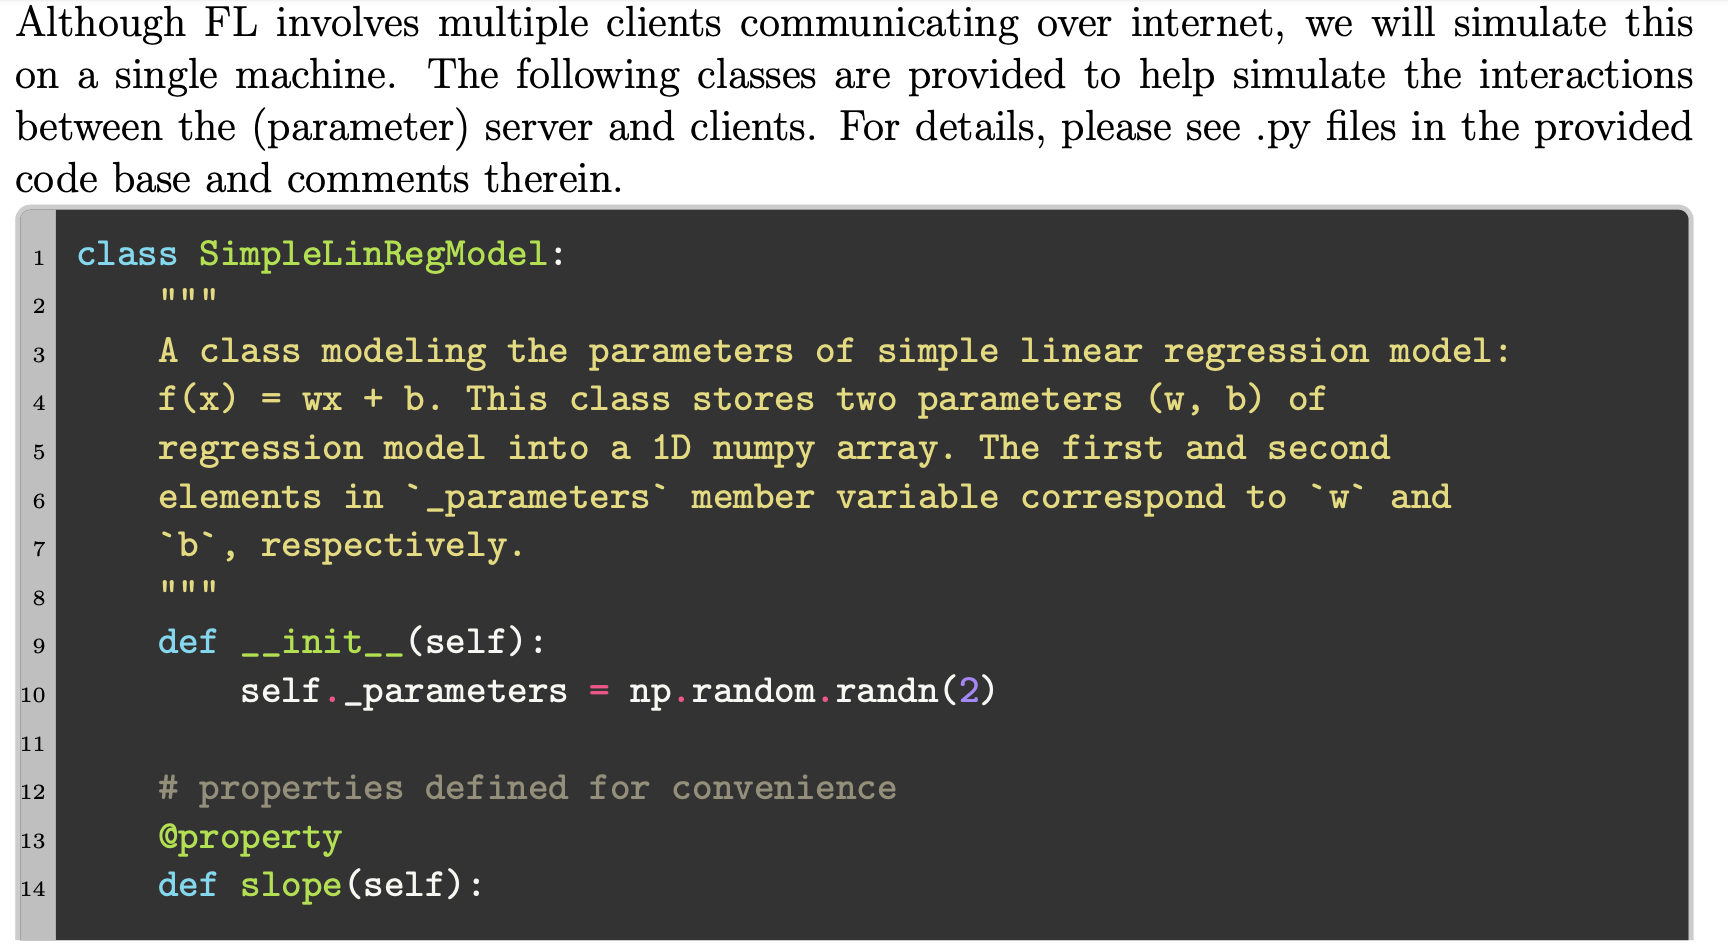 Although FL involves multiple clients communicating over internet, we will simulate this
on a single machine. The following classes are provided to help simulate the interactions
between the (parameter) server and clients. For details, please see .py files in the provided
code base and comments therein.
1 class SimpleLinRegModel:
2     """
3     A class modeling the parameters of simple linear regression model:
4     f(x) = wx + b. This class stores two parameters (w, b) of
5     regression model into a 1D numpy array. The first and second
6     elements in `_parameters` member variable correspond to `w` and
7     `b`, respectively.
8     """
9     def __init__(self):
10         self._parameters = np.random.randn(2)
11
12     # properties defined for convenience
13     @property
14     def slope(self):